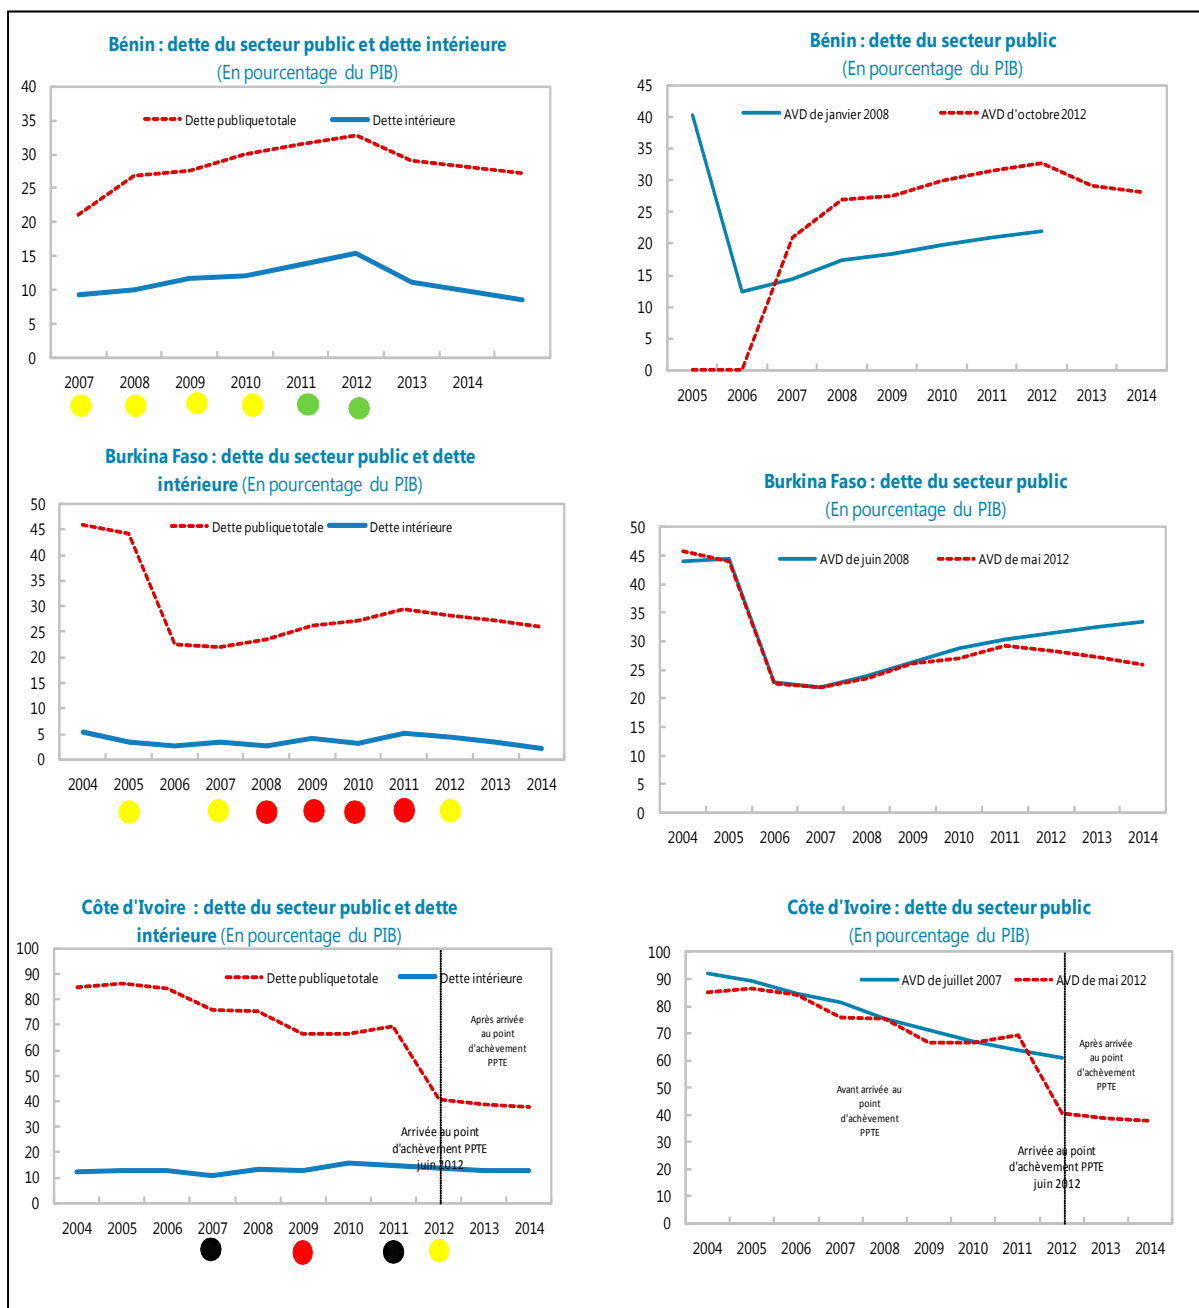 Bénin : dette du secteur public et dette intérieure
(En pourcentage du PIB)
40
35
30
25
20
15
10
5
0
Dette publique totale
Dette intérieure
2007 2008 2009 2010 2011 2012 2013 2014
Bénin : dette du secteur public
(En pourcentage du PIB)
45
40
35
30
25
20
15
10
5
0
AVD de janvier 2008
AVD d'octobre 2012
2005 2006 2007 2008 2009 2010 2011 2012 2013 2014
Burkina Faso : dette du secteur public et dette
intérieure (En pourcentage du PIB)
50
45
40
35
30
25
20
15
10
5
0
Dette publique totale
Dette intérieure
2004 2005 2006 2007 2008 2009 2010 2011 2012 2013 2014
Burkina Faso : dette du secteur public
(En pourcentage du PIB)
50
45
40
35
30
25
20
15
10
5
0
AVD de juin 2008
AVD de mai 2012
2004 2005 2006 2007 2008 2009 2010 2011 2012 2013 2014
Côte d'Ivoire : dette du secteur public et dette
intérieure (En pourcentage du PIB)
100
90
80
70
60
50
40
30
20
10
0
Dette publique totale
Dette intérieure
Après arrivée
au point
d'achèvement
PPTE
Arrivée au point
d'achèvement PPTE
juin 2012
2004 2005 2006 2007 2008 2009 2010 2011 2012 2013 2014
Côte d'Ivoire : dette du secteur public
(En pourcentage du PIB)
100
90
80
70
60
50
40
30
20
10
0
AVD de juillet 2007
AVD de mai 2012
Après arrivée
au point
d'achèvement
PPTE
Avant arrivée au
point
d'achèvement
PPTE
Arrivée au point
d'achèvement PPTE
juin 2012
2004 2005 2006 2007 2008 2009 2010 2011 2012 2013 2014